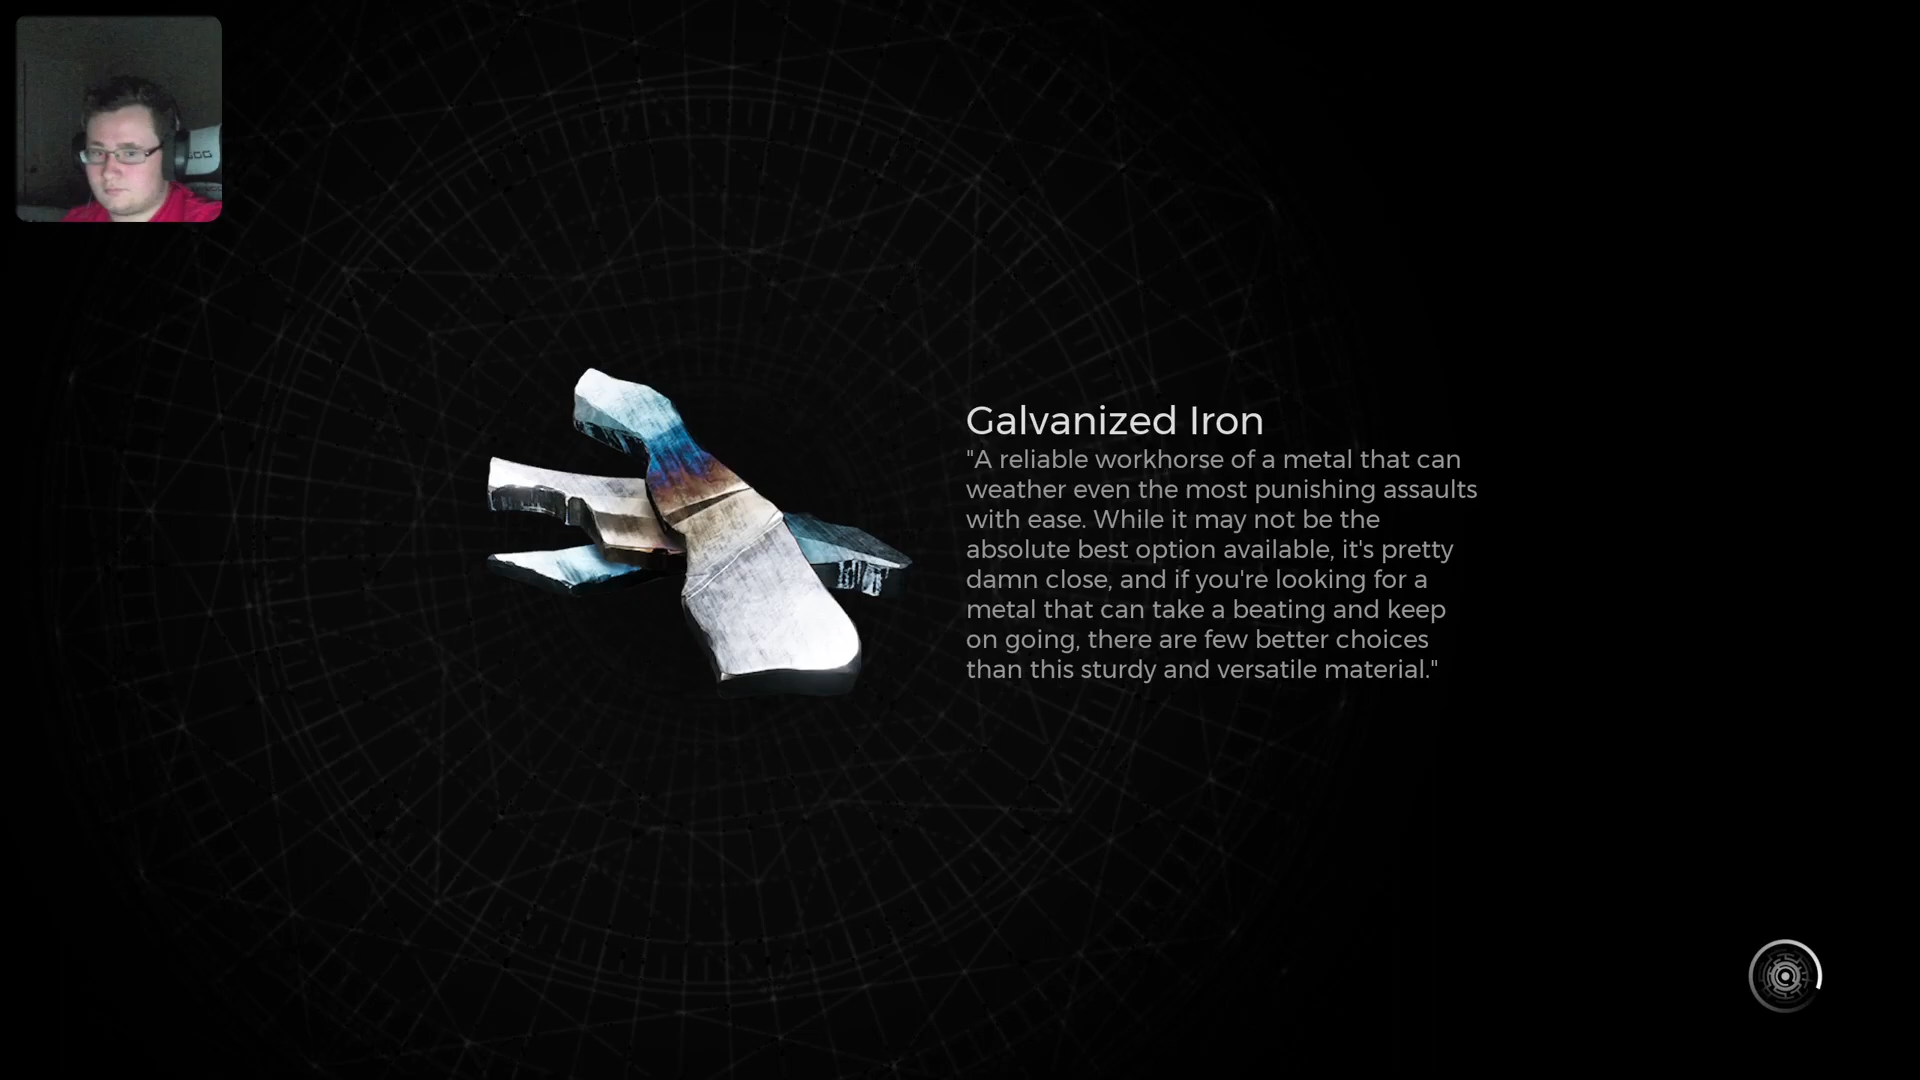 Galvanized Iron
"A reliable workhorse of a metal that can
weather even the most punishing assaults
with ease. While it may not be the
absolute best option available, it's pretty
damn close, and if you're looking for a
metal that can take a beating and keep
on going, there are few better choices
than this sturdy and versatile material."